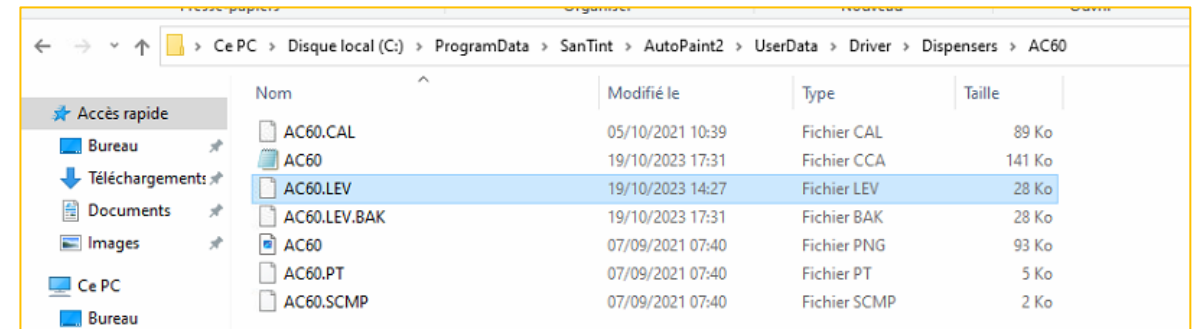 Ce PC > Disque local (C:) > ProgramData > SanTint > AutoPaint2 > UserData > Driver > Dispensers > AC60
Nom Modifié le Type Taille
Accès rapide
Bureau
Téléchargements
Documents
Images
Ce PC
Bureau
AC60.CAL 05/10/2021 10:39 Fichier CAL 89 Ko
AC60 19/10/2023 17:31 Fichier CCA 141 Ko
AC60.LEV 19/10/2023 14:27 Fichier LEV 28 Ko
AC60.LEV.BAK 19/10/2023 17:31 Fichier BAK 28 Ko
AC60 07/09/2021 07:40 Fichier PNG 93 Ko
AC60.PT 07/09/2021 07:40 Fichier PT 5 Ko
AC60.SCMP 07/09/2021 07:40 Fichier SCMP 2 Ko